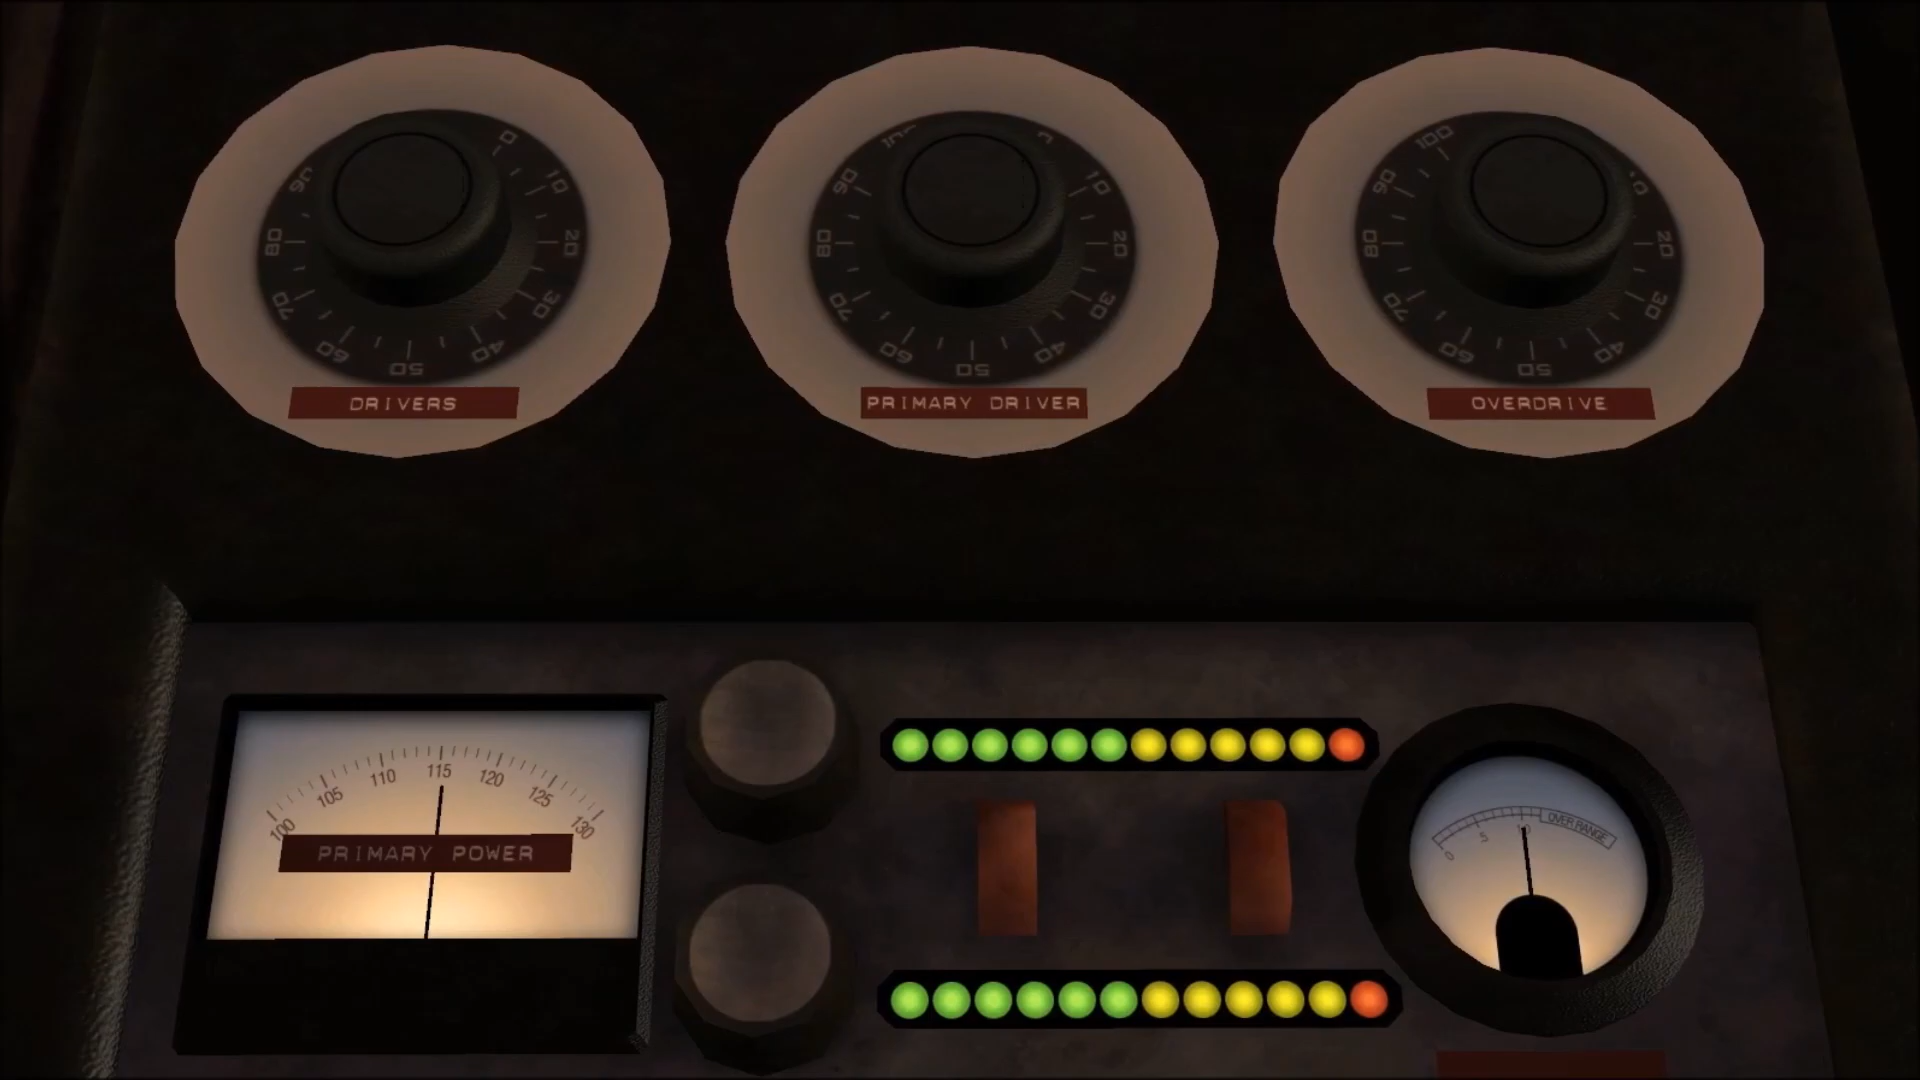 0 10 20 30 40 50 60 70 80
DRIVERS
10 20 30 40 50 60 70 80 90
PRIMARY DRIVER
20 30 40 50 60 70 80 90 100
OVERDRIVE
100 105 110 115 120 125 130
PRIMARY POWER
0 5 10 OVER RANGE